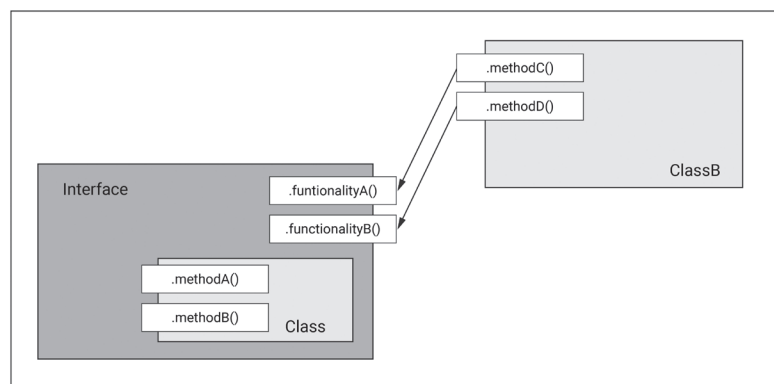 .methodC()
.methodD()
ClassB
Interface
.funtionalityA()
.functionalityB()
.methodA()
.methodB()
Class